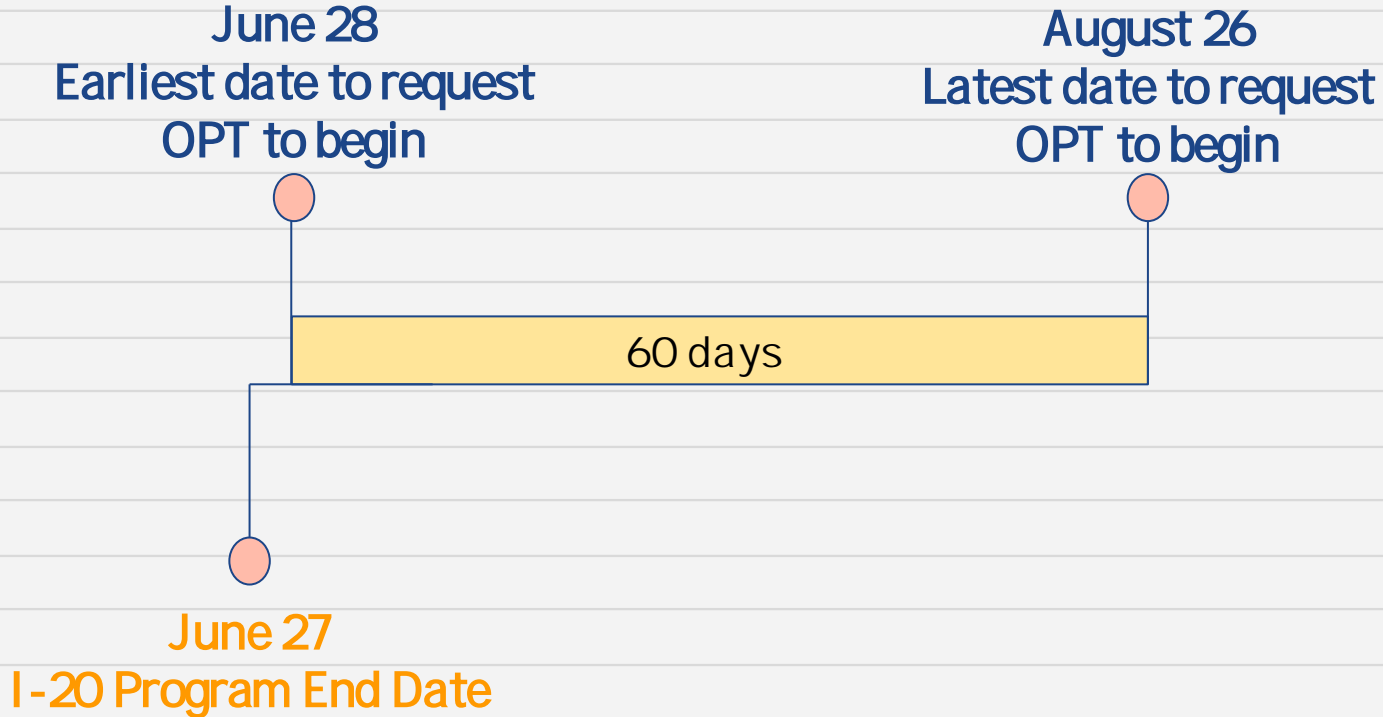 June 28
Earliest date to request
OPT to begin
August 26
Latest date to request
OPT to begin
60 days
June 27
I-20 Program End Date